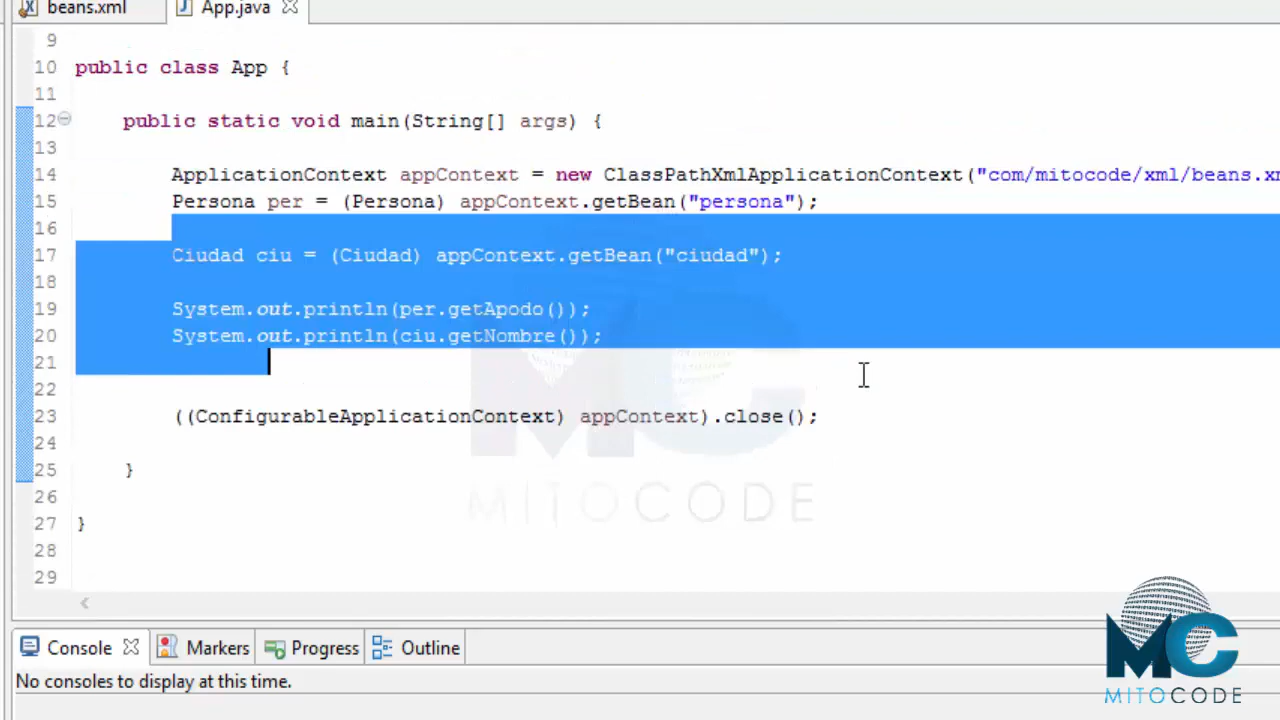 beans.xml App.java
9
10 public class App {
11
12 public static void main(String[] args) {
13
14 ApplicationContext appContext = new ClassPathXmlApplicationContext("com/mitocode/xml/beans.xm
15 Persona per = (Persona) appContext.getBean("persona");
16
17 Ciudad ciu = (Ciudad) appContext.getBean("ciudad");
18
19 System.out.println(per.getApodo());
20 System.out.println(ciu.getNombre());
21
22
23 ((ConfigurableApplicationContext) appContext).close();
24
25 }
26
27 }
28
29
MC
MITOCODE
Console Markers Progress Outline
No consoles to display at this time.
MC
MITOCODE